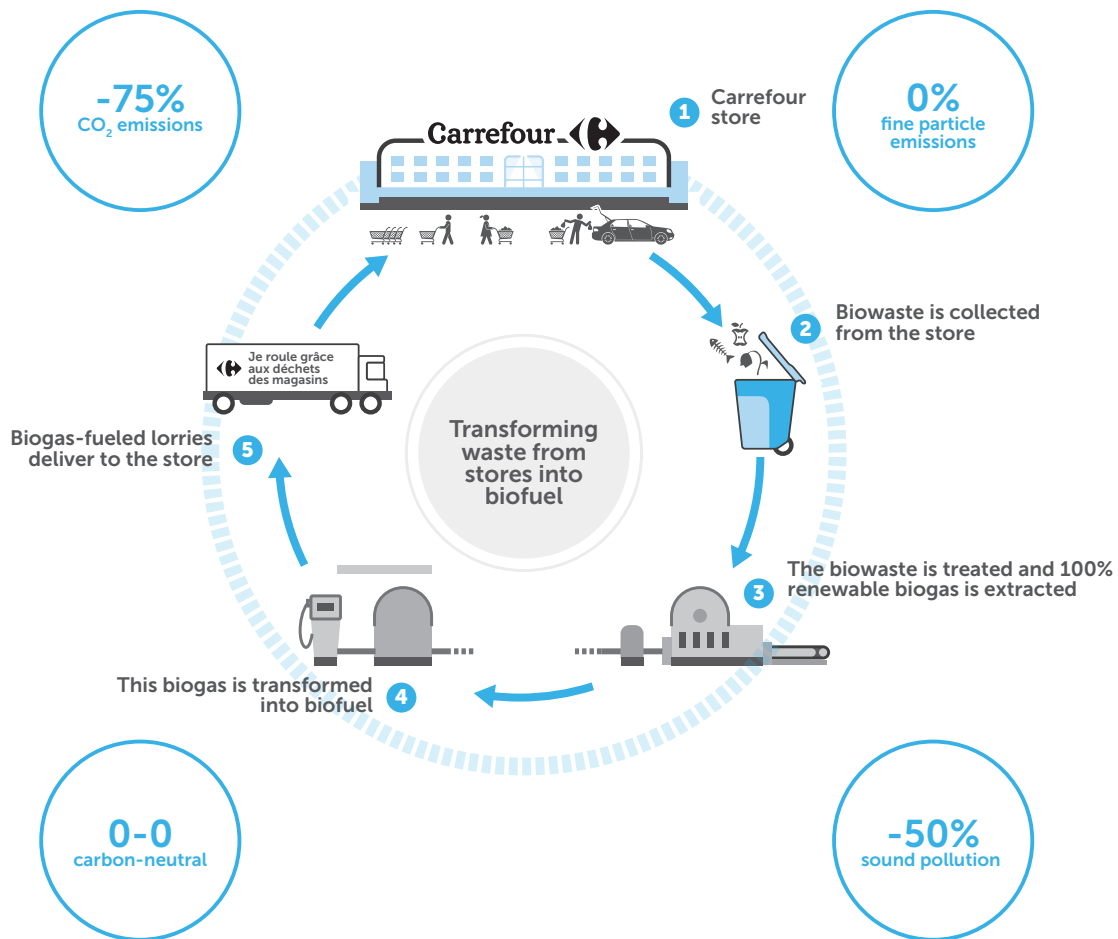 -75%
CO₂ emissions
0%
fine particle
emissions
Carrefour
1
Carrefour
store
2
Biowaste is collected
from the store
3
The biowaste is treated and 100%
renewable biogas is extracted
4
This biogas is transformed
into biofuel
5
Biogas-fueled lorries
deliver to the store
Je roule grâce
aux déchets
des magasins
Transforming
waste from
stores into
biofuel
0-0
carbon-neutral
-50%
sound pollution